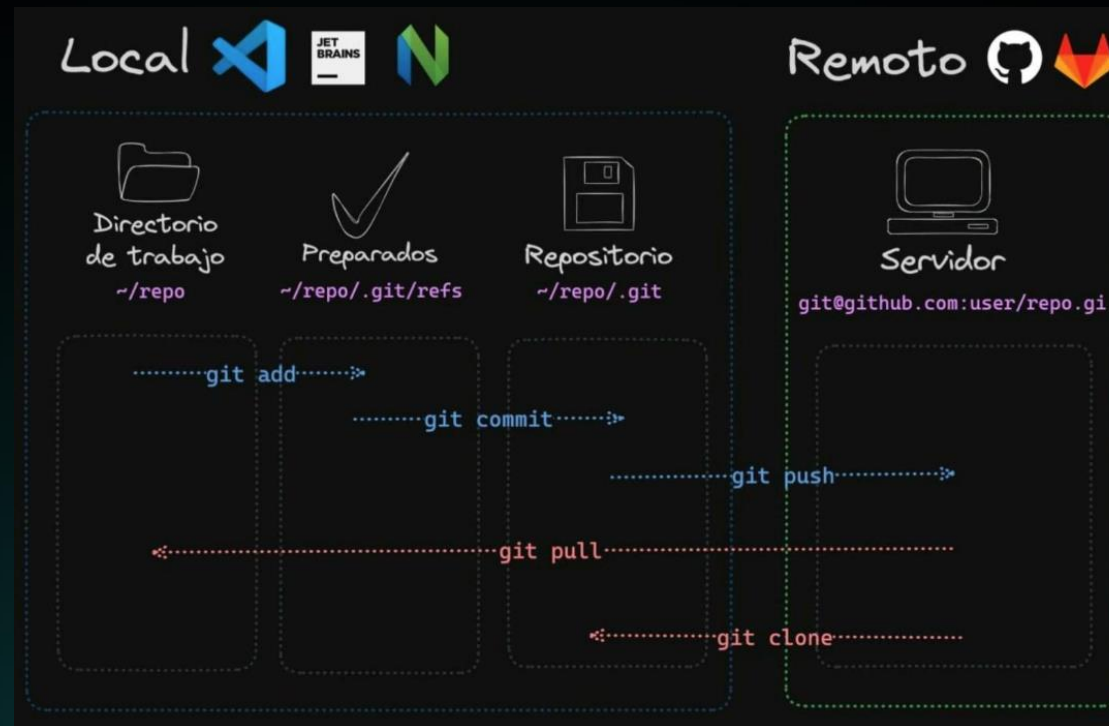 Local
JET
BRAINS
Remoto
Directorio
de trabajo
~/repo
Preparados
~/repo/.git/refs
Repositorio
~/repo/.git
Servidor
git@github.com:user/repo.gi
git add
git commit
git push
git pull
git clone